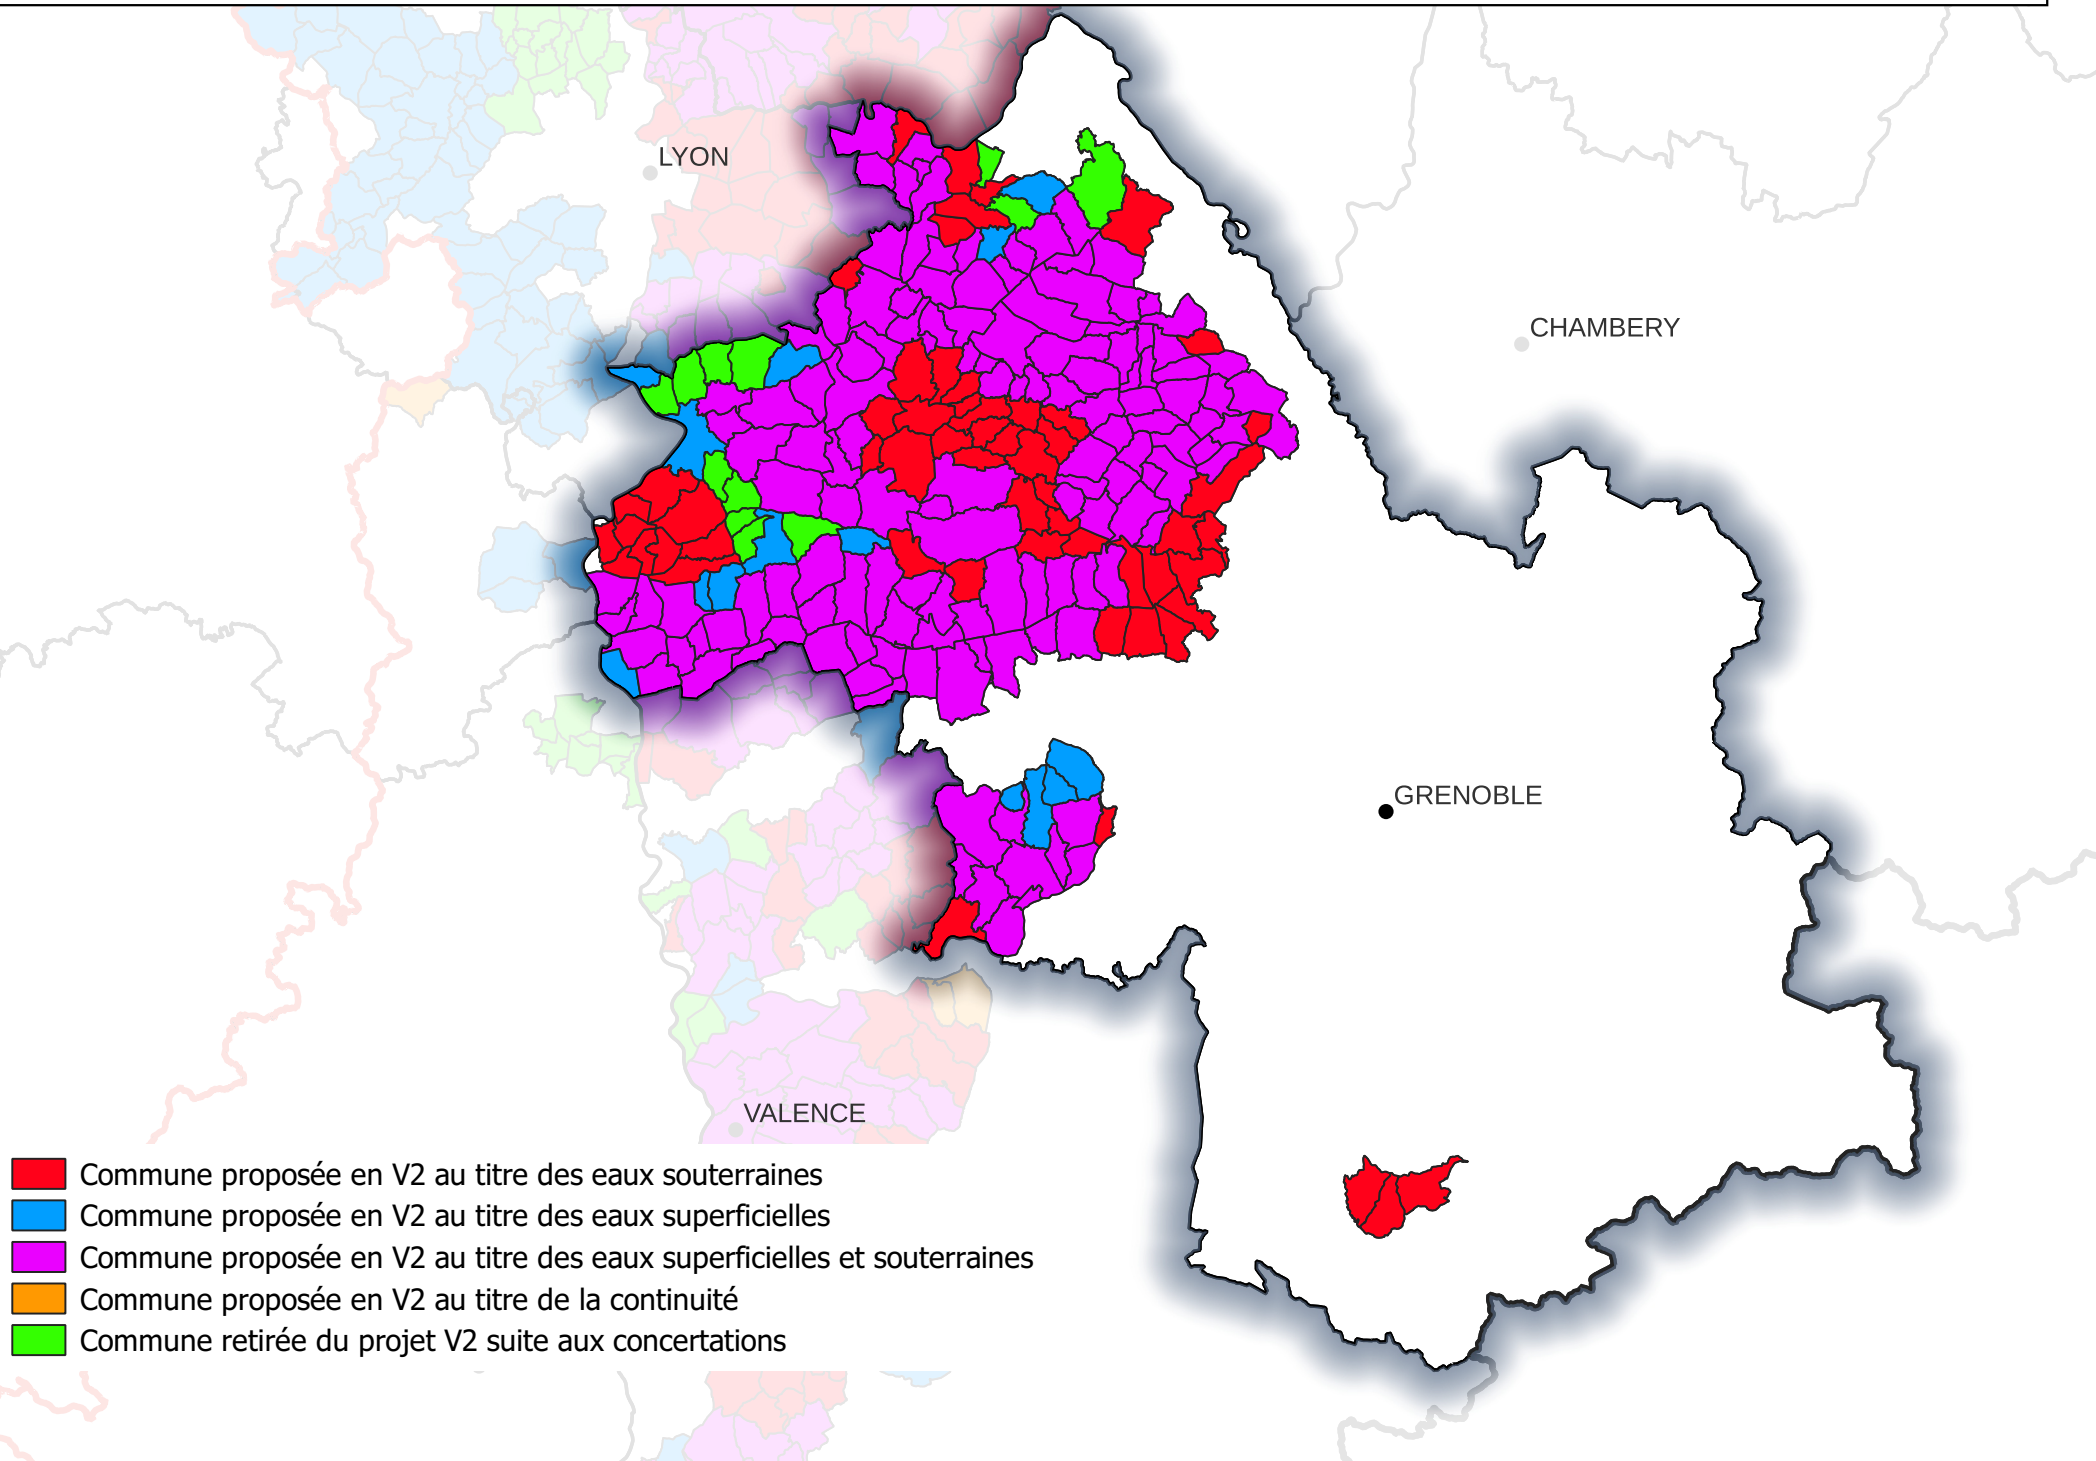 LYON
CHAMBERY
GRENOBLE
VALENCE
Commune proposée en V2 au titre des eaux souterraines
Commune proposée en V2 au titre des eaux superficielles
Commune proposée en V2 au titre des eaux superficielles et souterraines
Commune proposée en V2 au titre de la continuité
Commune retirée du projet V2 suite aux concertations